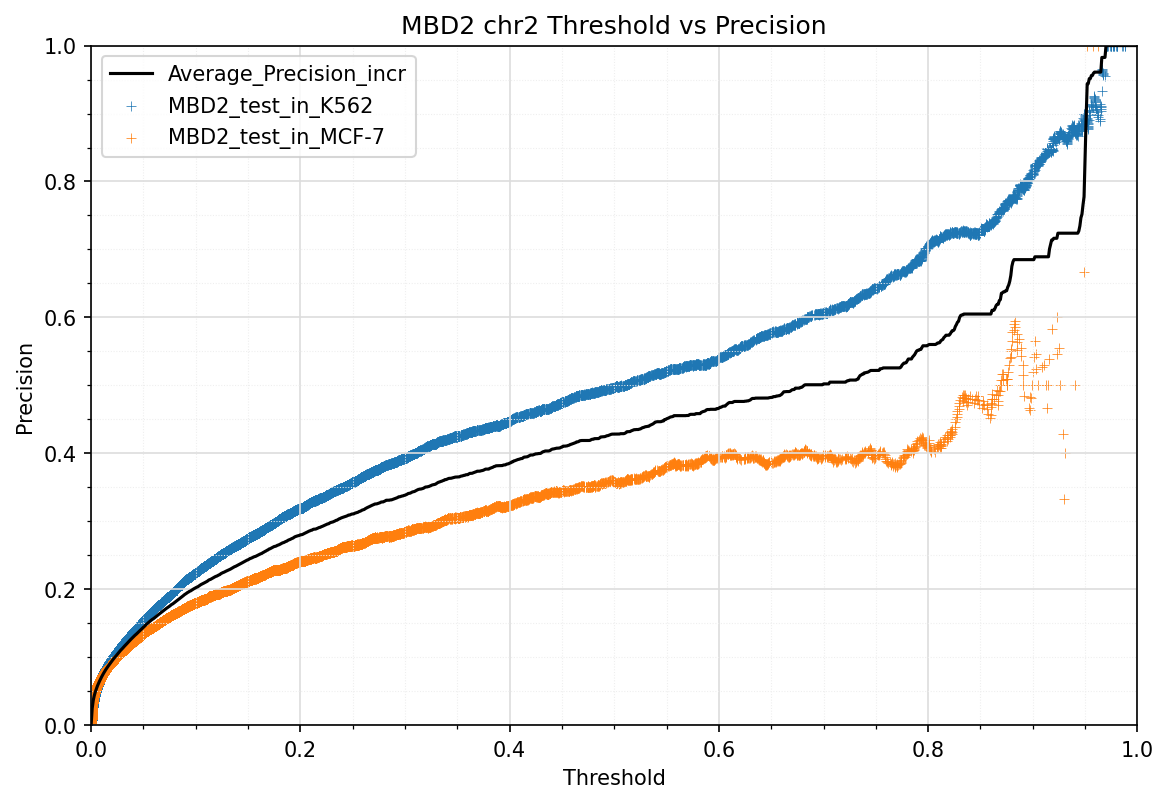 MBD2 chr2 Threshold vs Precision
Average_Precision_incr
MBD2_test_in_K562
MBD2_test_in_MCF-7
Precision
1.0
0.8
0.6
0.4
0.2
0.0
0.0 0.2 0.4 0.6 0.8 1.0
Threshold